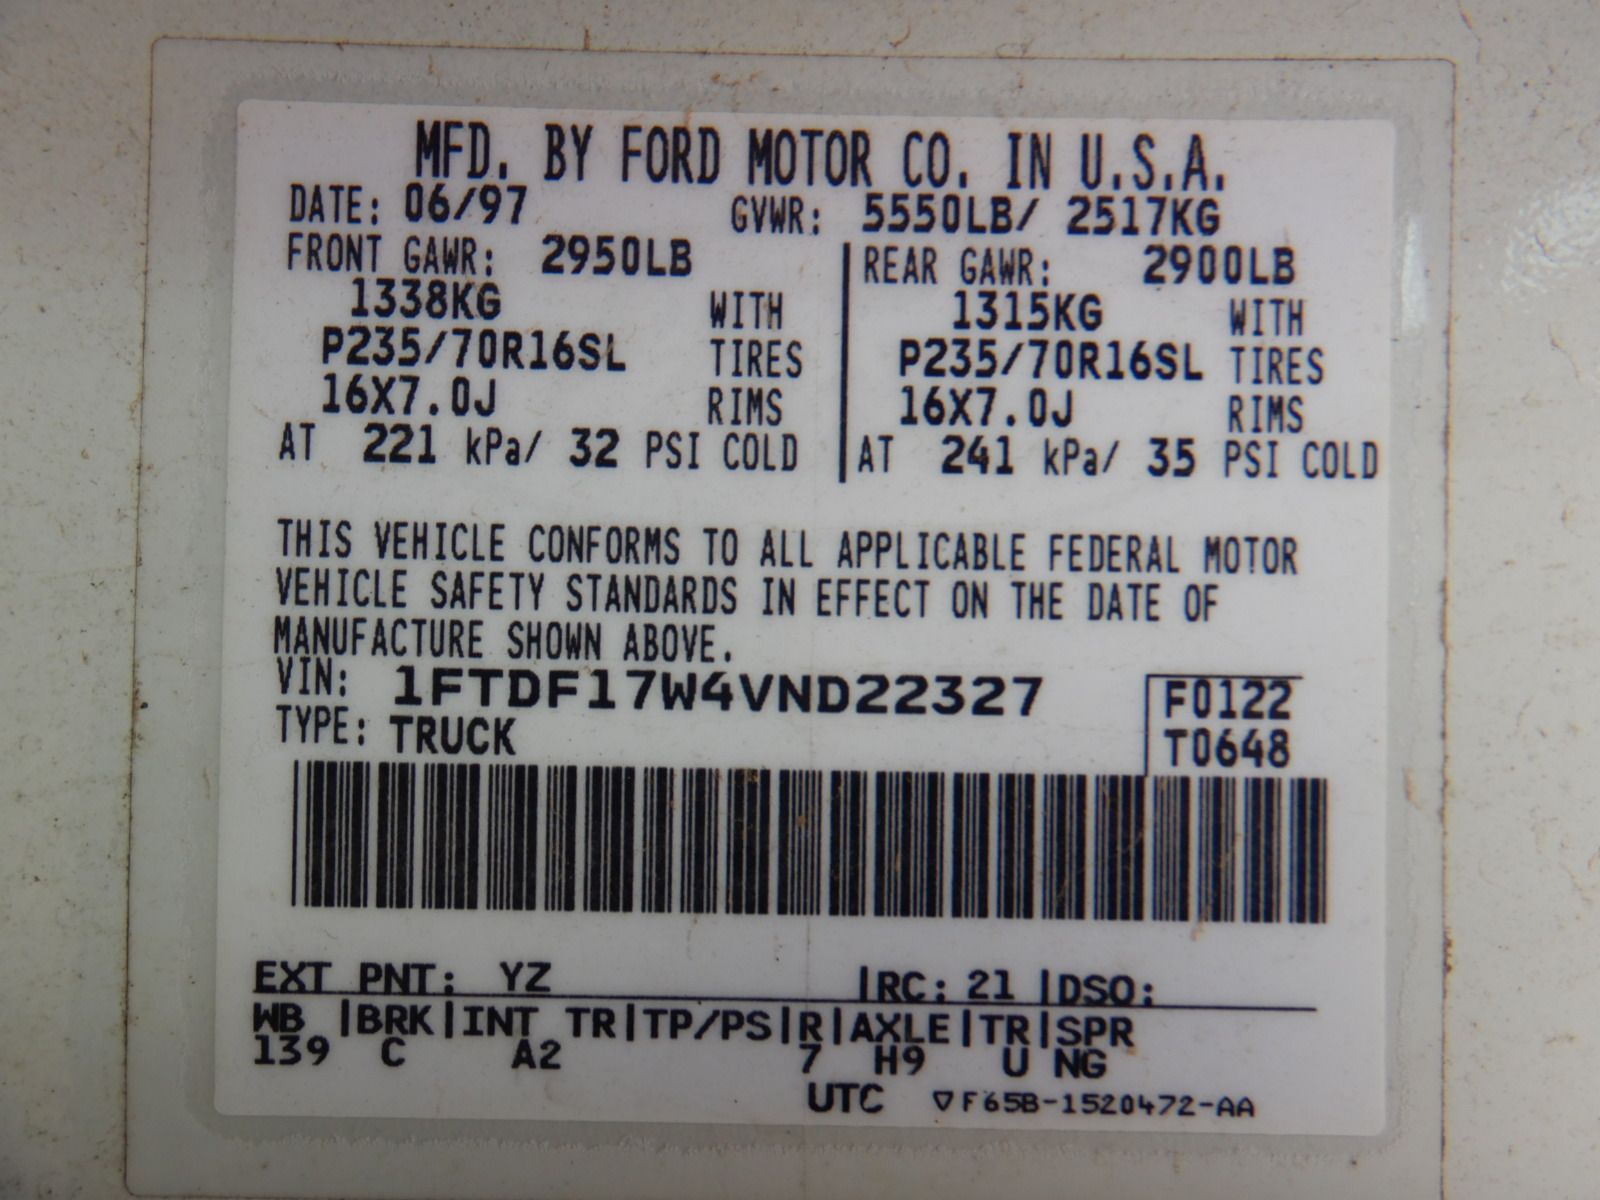 MFD. BY FORD MOTOR CO. IN U.S.A.
DATE: 06/97 GVWR: 5550LB/ 2517KG
FRONT GAWR: 2950LB REAR GAWR: 2900LB
1338KG WITH 1315KG WITH
P235/70R16SL TIRES P235/70R16SL TIRES
16X7.0J RIMS 16X7.0J RIMS
AT 221 kPa/ 32 PSI COLD AT 241 kPa/ 35 PSI COLD
THIS VEHICLE CONFORMS TO ALL APPLICABLE FEDERAL MOTOR
VEHICLE SAFETY STANDARDS IN EFFECT ON THE DATE OF
MANUFACTURE SHOWN ABOVE.
VIN: 1FTDF17W4VND22327 F0122
TYPE: TRUCK T0648
EXT PNT: YZ |RC: 21 |DSO:
WB |BRK|INT TR|TP/PS|R|AXLE|TR|SPR
139 C A2 7 H9 U NG
UTC ▽F65B-1520472-AA